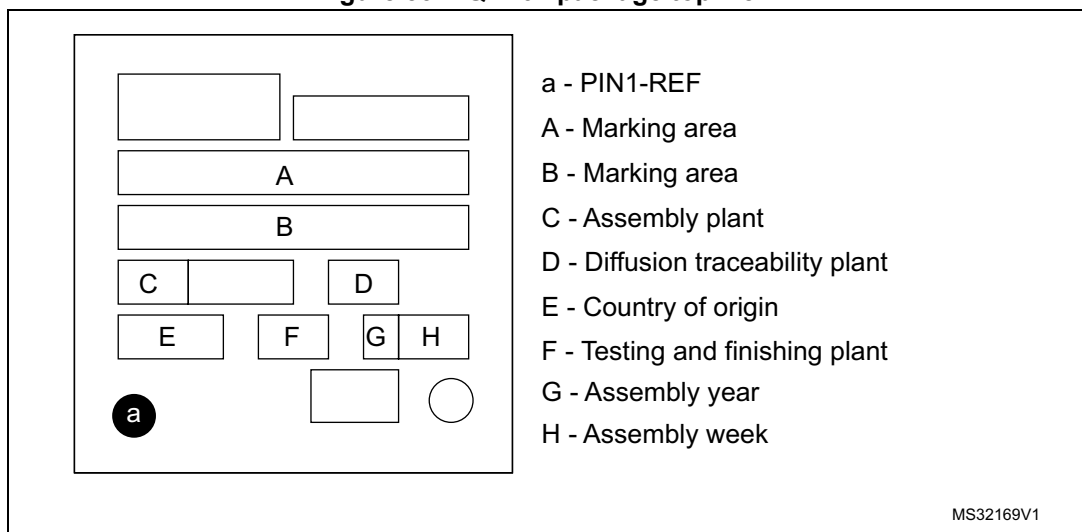 a - PIN1-REF
A - Marking area
B - Marking area
C - Assembly plant
D - Diffusion traceability plant
E - Country of origin
F - Testing and finishing plant
G - Assembly year
H - Assembly week
A
B
C D
E F G H
a
MS32169V1